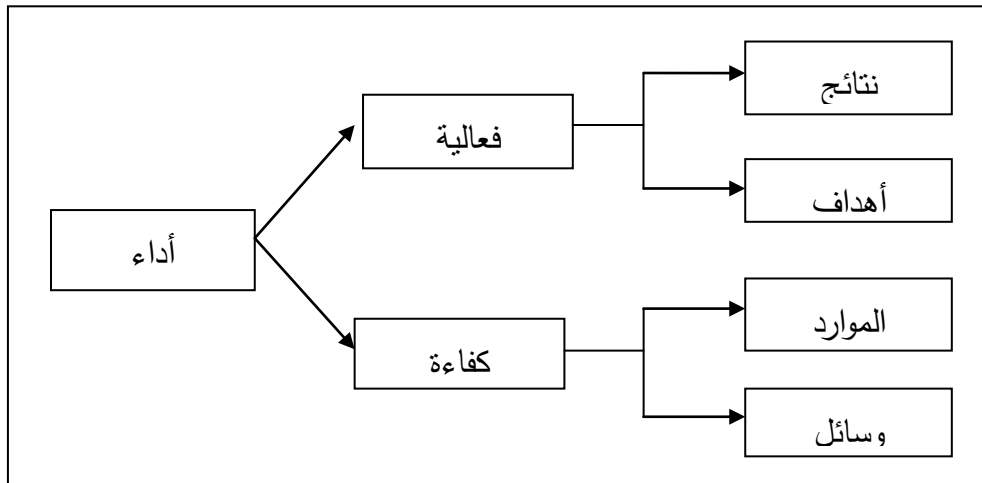 نتائج
فعالية
أهداف
أداء
الموارد
كفاءة
وسائل